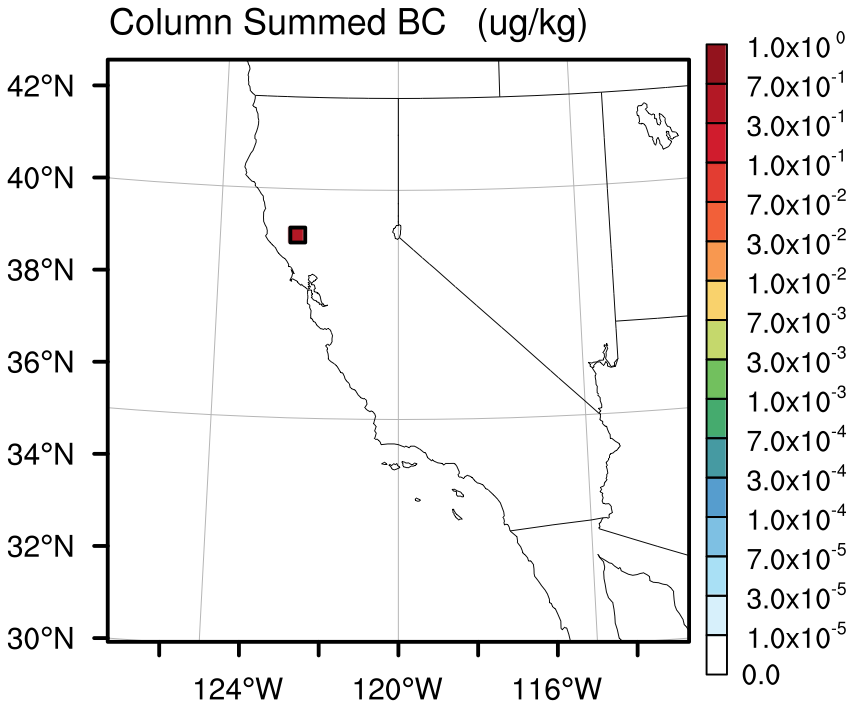 Column Summed BC (ug/kg)
42°N
40°N
38°N
36°N
34°N
32°N
30°N
124°W 120°W 116°W
1.0x10^0
7.0x10^-1
3.0x10^-1
1.0x10^-1
7.0x10^-2
3.0x10^-2
1.0x10^-2
7.0x10^-3
3.0x10^-3
1.0x10^-3
7.0x10^-4
3.0x10^-4
1.0x10^-4
7.0x10^-5
3.0x10^-5
1.0x10^-5
0.0